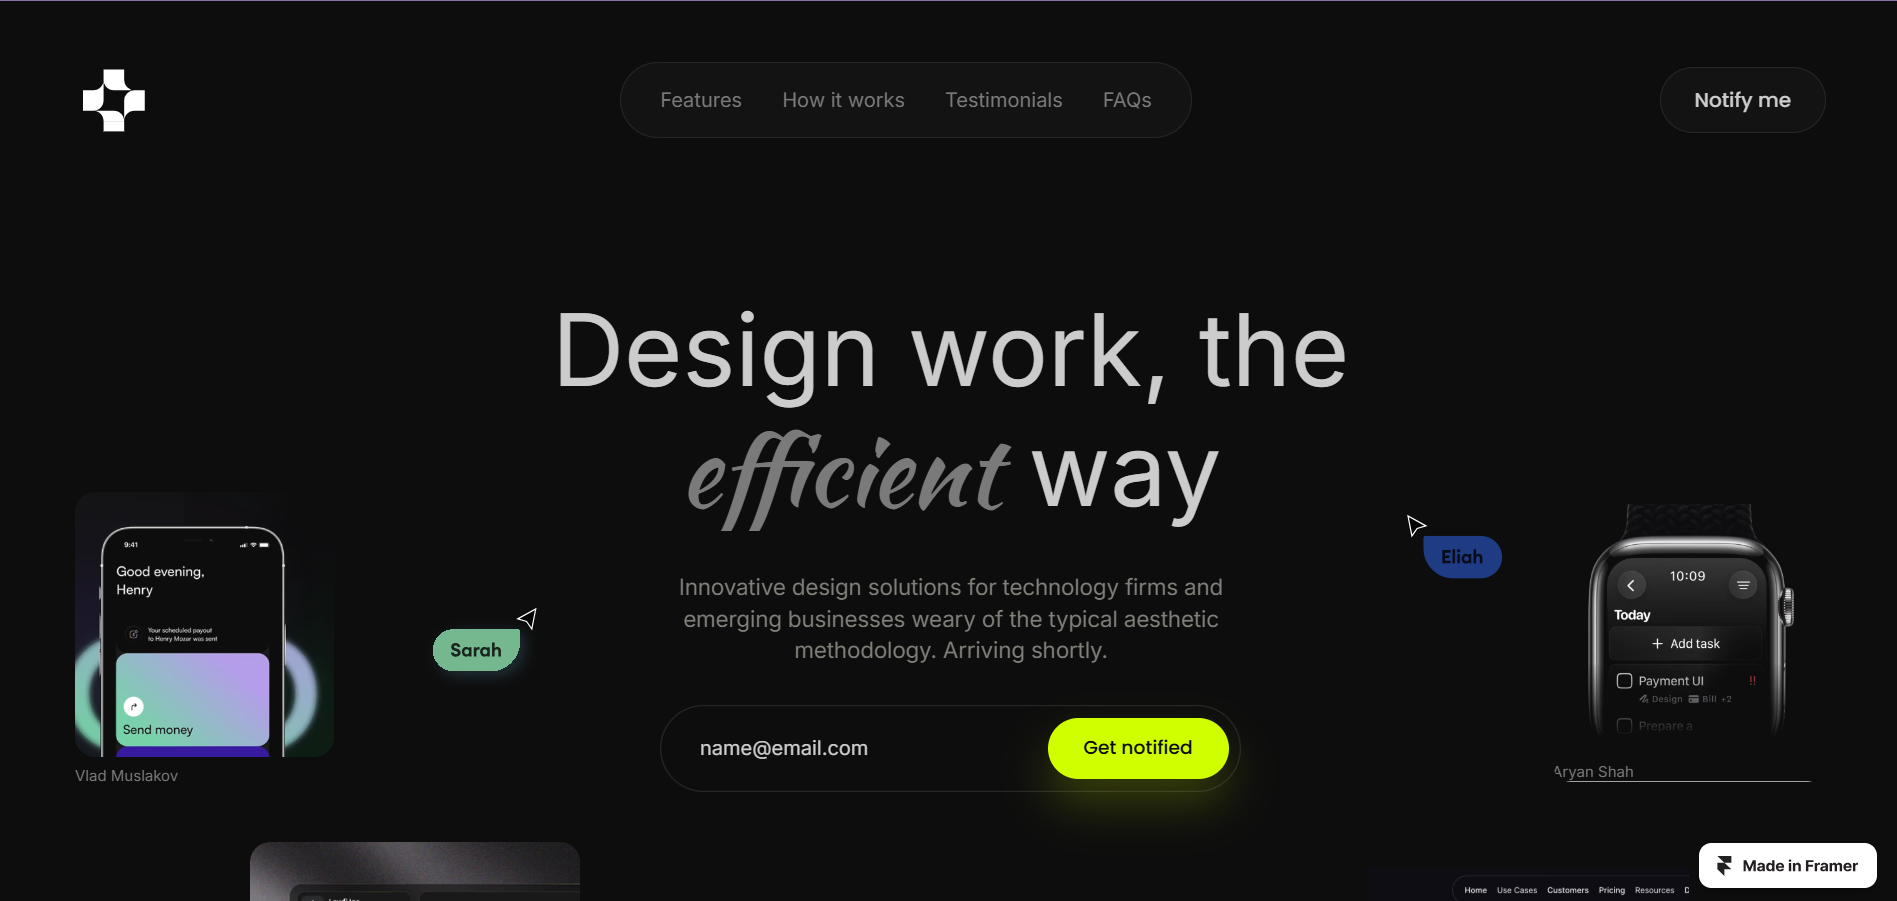 Features How it works Testimonials FAQs
Notify me
Design work, the
efficient way
Innovative design solutions for technology firms and
emerging businesses weary of the typical aesthetic
methodology. Arriving shortly.
name@email.com Get notified
9:41
Good evening,
Henry
Your scheduled payout
to Henry Mozar was sent
Send money
Vlad Muslakov
Sarah
Eliah
10:09
Today
+ Add task
Payment UI !!
Design Bill +2
Prepare a
Aryan Shah
Home Use Cases Customers Pricing Resources
Made in Framer